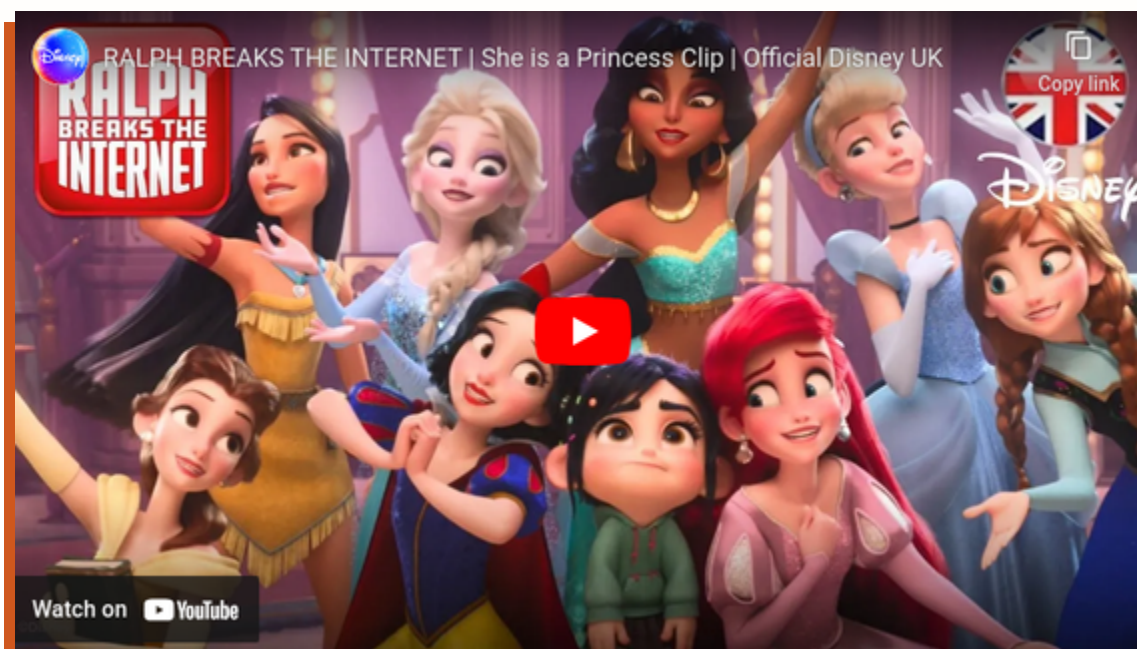 Disney
RALPH BREAKS THE INTERNET | She is a Princess Clip | Official Disney UK
Copy link
RALPH
BREAKS THE
INTERNET
DISNEY
Watch on YouTube